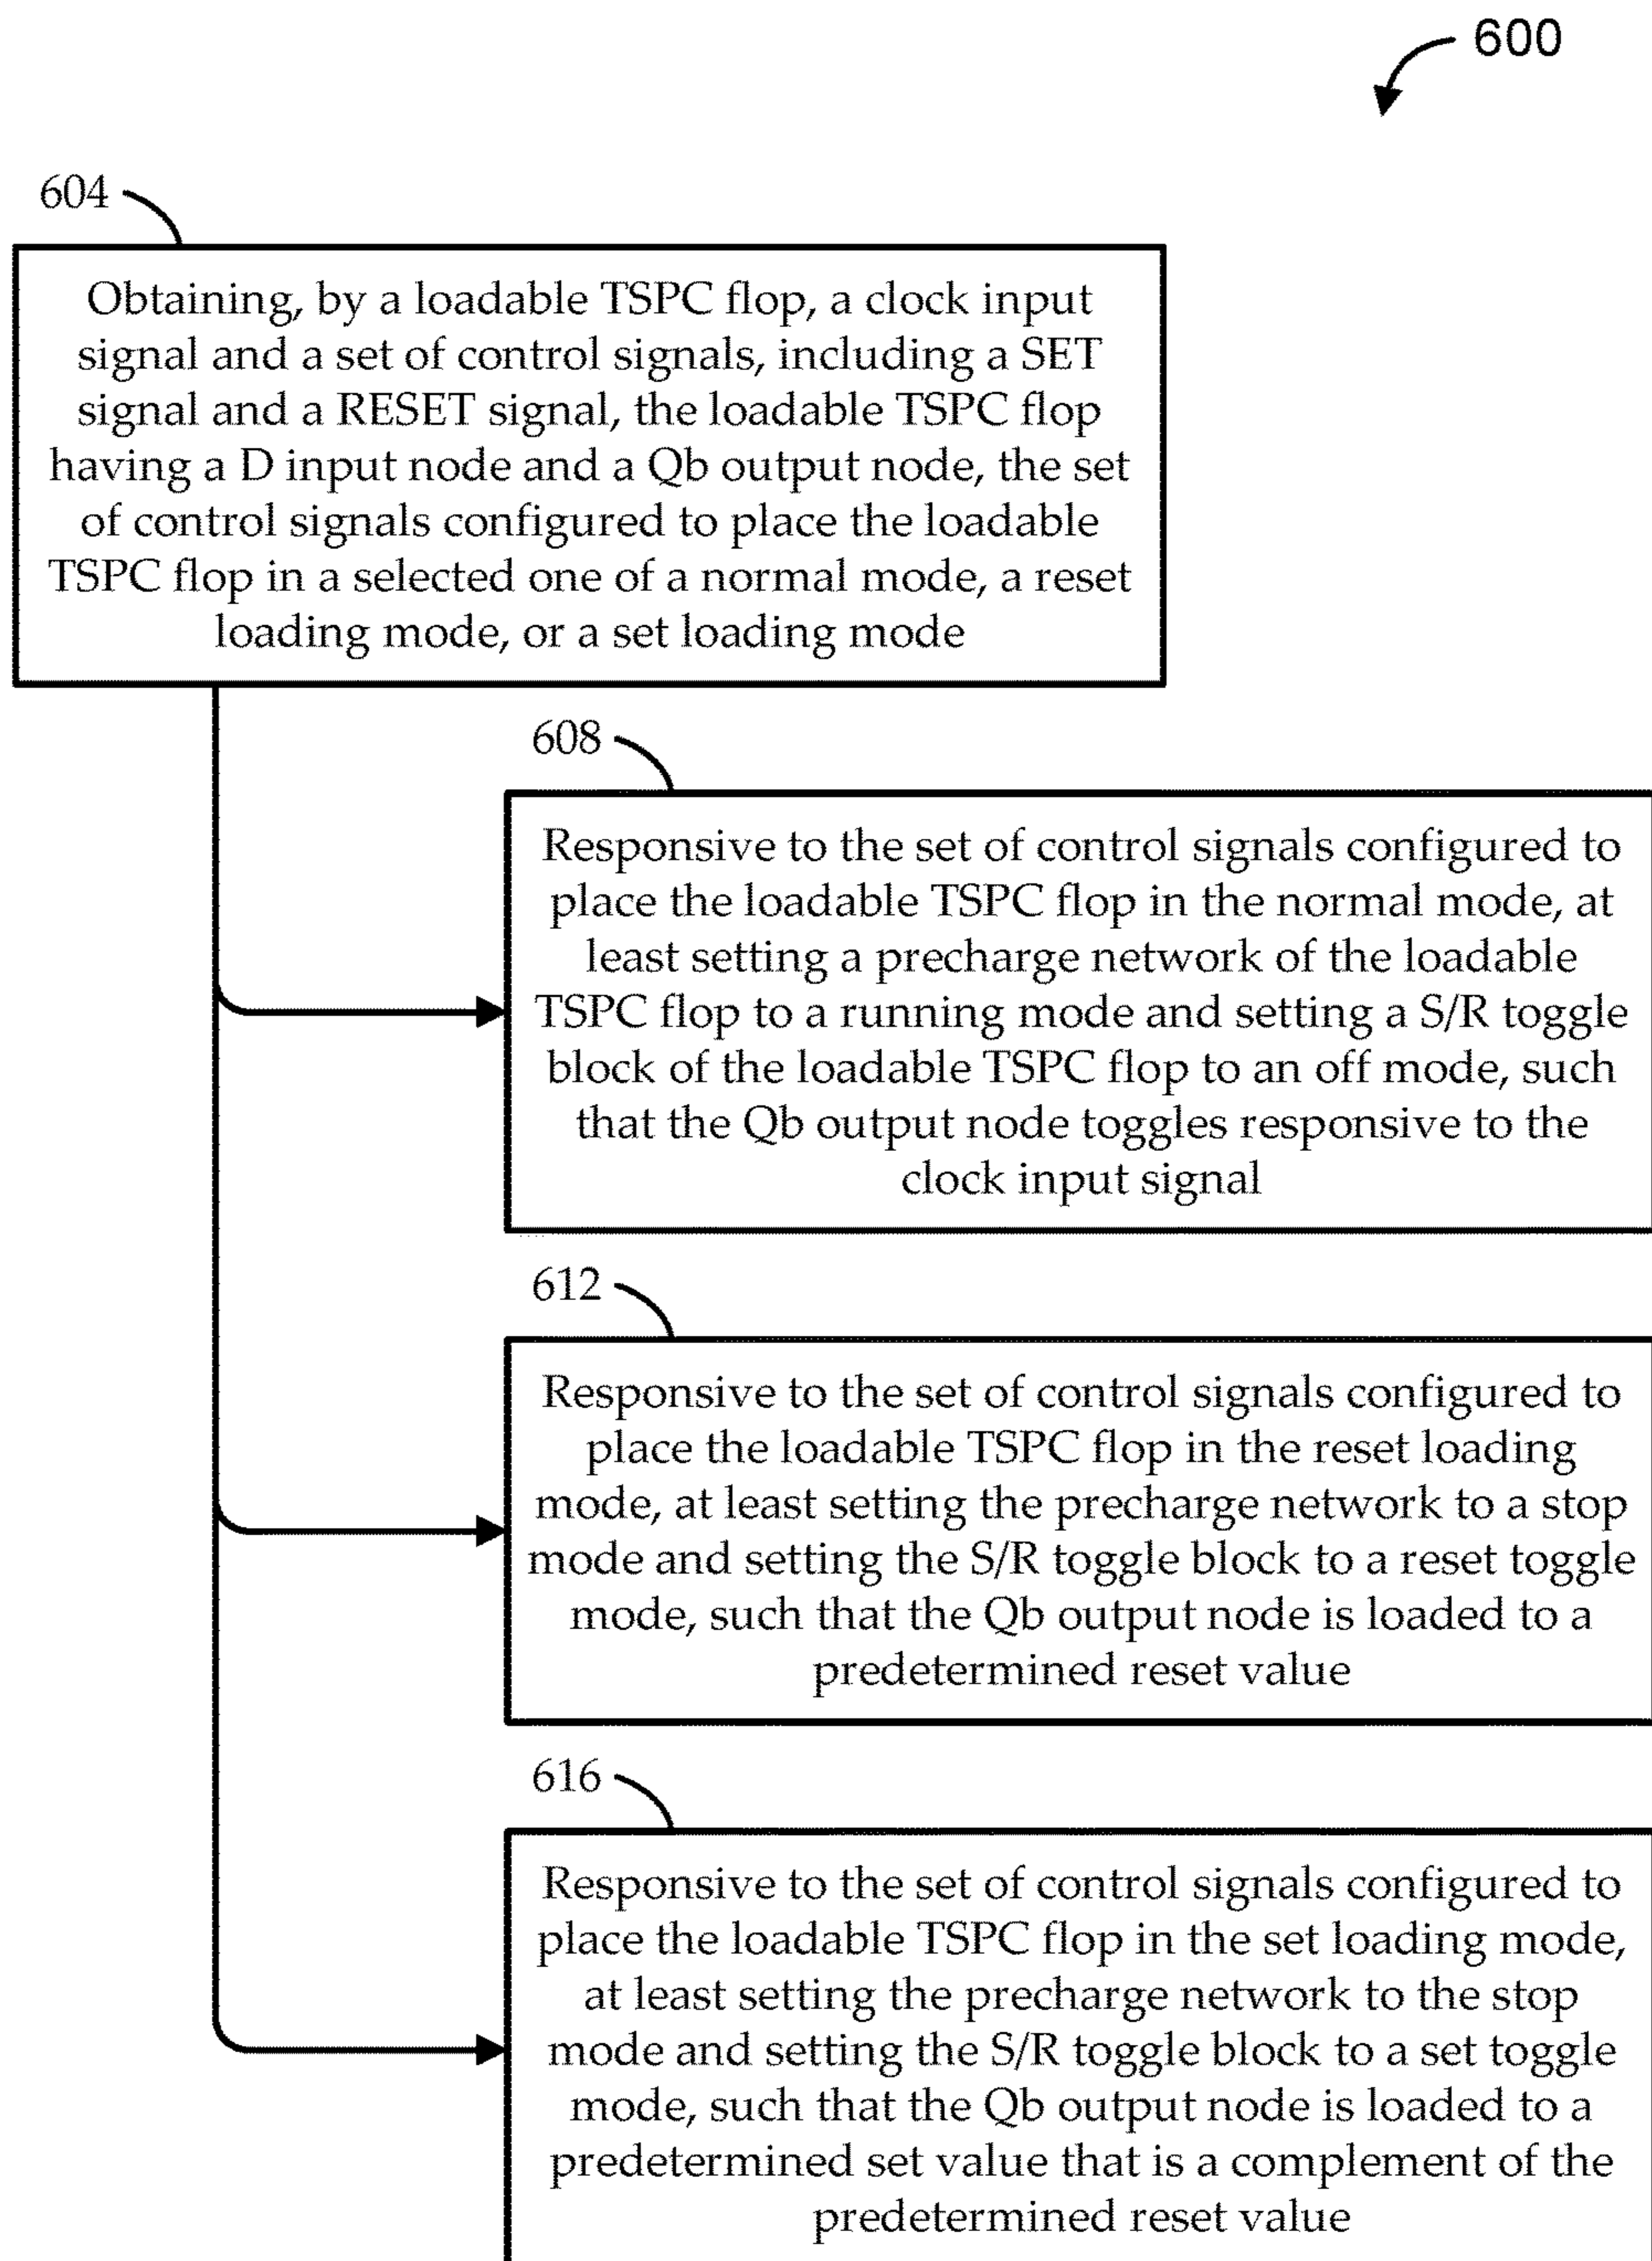 600
604
Obtaining, by a loadable TSPC flop, a clock input
signal and a set of control signals, including a SET
signal and a RESET signal, the loadable TSPC flop
having a D input node and a Qb output node, the set
of control signals configured to place the loadable
TSPC flop in a selected one of a normal mode, a reset
loading mode, or a set loading mode
608
Responsive to the set of control signals configured to
place the loadable TSPC flop in the normal mode, at
least setting a precharge network of the loadable
TSPC flop to a running mode and setting a S/R toggle
block of the loadable TSPC flop to an off mode, such
that the Qb output node toggles responsive to the
clock input signal
612
Responsive to the set of control signals configured to
place the loadable TSPC flop in the reset loading
mode, at least setting the precharge network to a stop
mode and setting the S/R toggle block to a reset toggle
mode, such that the Qb output node is loaded to a
predetermined reset value
616
Responsive to the set of control signals configured to
place the loadable TSPC flop in the set loading mode,
at least setting the precharge network to the stop
mode and setting the S/R toggle block to a set toggle
mode, such that the Qb output node is loaded to a
predetermined set value that is a complement of the
predetermined reset value